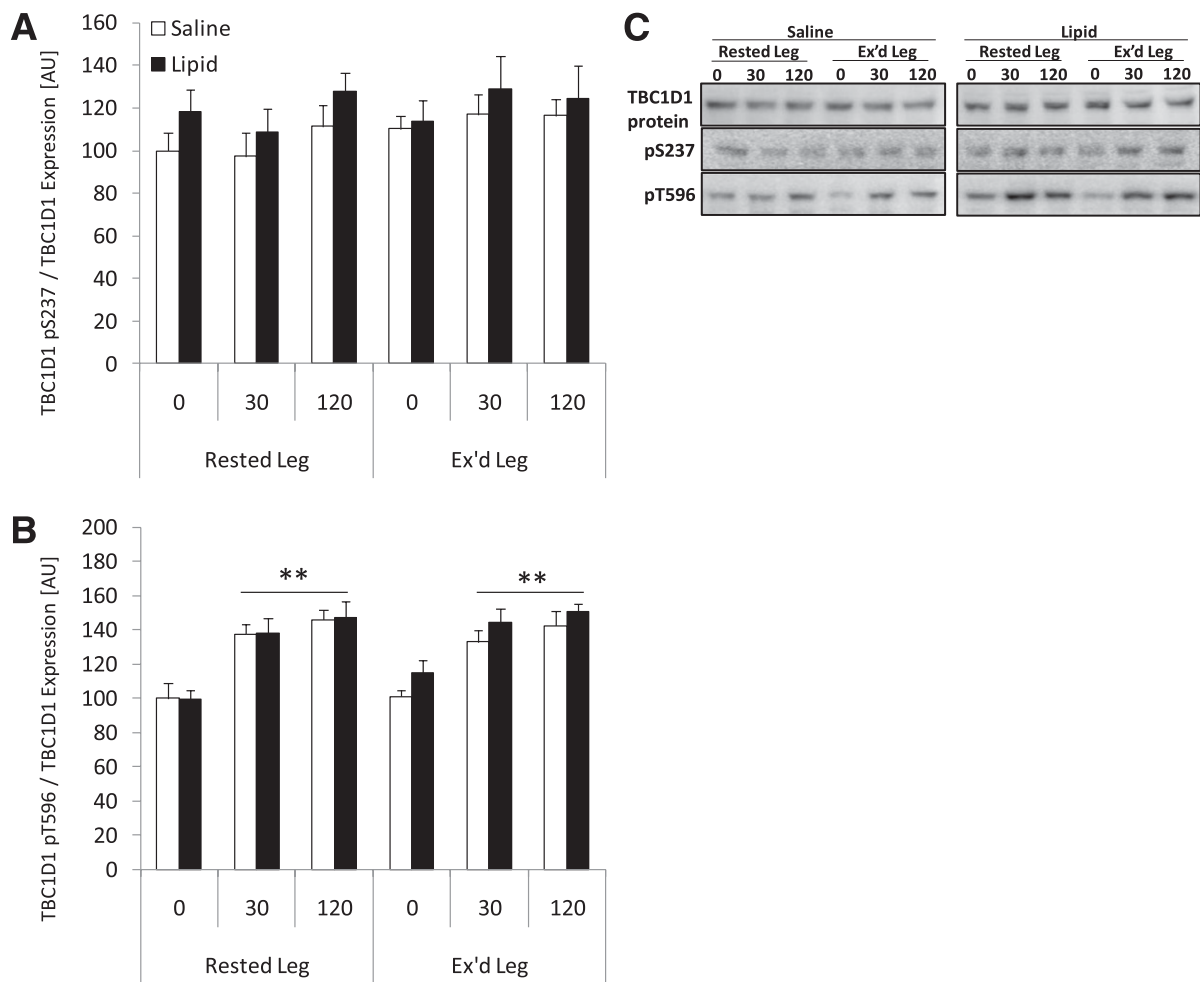 A
TBC1D1 pS237 / TBC1D1 Expression [AU]
160
140
120
100
80
60
40
20
0
Saline
Lipid
0 30 120 0 30 120
Rested Leg Ex'd Leg
B
TBC1D1 pT596 / TBC1D1 Expression [AU]
200
180
160
140
120
100
80
60
40
20
0
** **
0 30 120 0 30 120
Rested Leg Ex'd Leg
C
Saline Lipid
Rested Leg Ex'd Leg Rested Leg Ex'd Leg
0 30 120 0 30 120 0 30 120 0 30 120
TBC1D1
protein
pS237
pT596